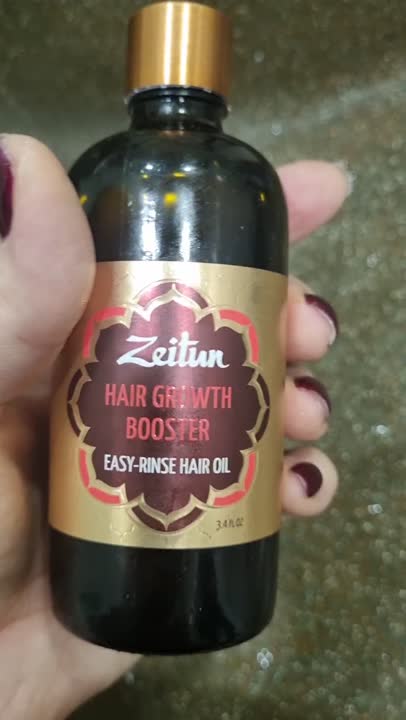 Zeitun
HAIR GROWTH
BOOSTER
EASY-RINSE HAIR OIL
3.4 FL OZ